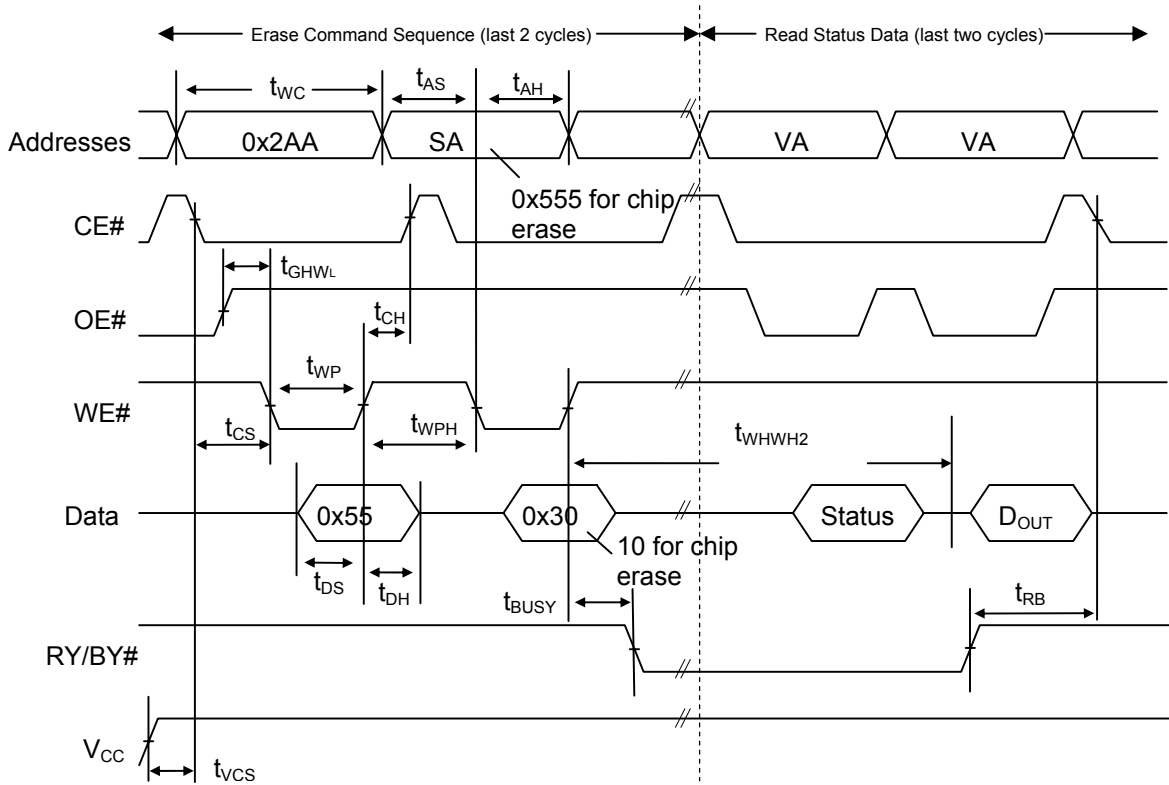 Erase Command Sequence (last 2 cycles)
Read Status Data (last two cycles)
tWC
tAS
tAH
Addresses
0x2AA
SA
VA
VA
0x555 for chip
erase
CE#
tGHWL
OE#
tCH
tWP
WE#
tCS
tWPH
tWHWH2
Data
0x55
0x30
Status
DOUT
10 for chip
erase
tDS
tDH
tBUSY
tRB
RY/BY#
VCC
tVCS